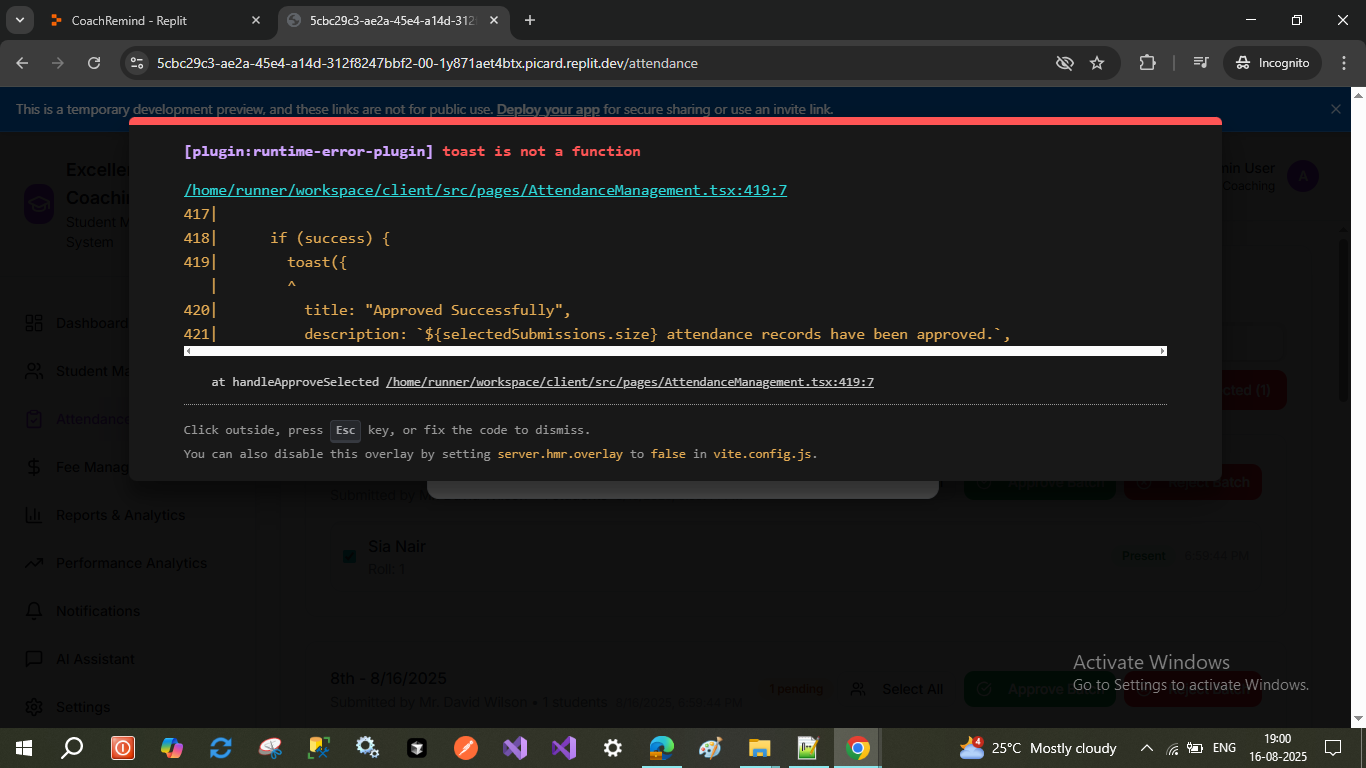 CoachRemind - Replit
5cbc29c3-ae2a-45e4-a14d-312f
5cbc29c3-ae2a-45e4-a14d-312f8247bbf2-00-1y871aet4btx.picard.replit.dev/attendance
Incognito
This is a temporary development preview, and these links are not for public use. Deploy your app for secure sharing or use an invite link.
[plugin:runtime-error-plugin] toast is not a function
/home/runner/workspace/client/src/pages/AttendanceManagement.tsx:419:7
417|
418|      if (success) {
419|        toast({
   |        ^
420|          title: "Approved Successfully",
421|          description: `${selectedSubmissions.size} attendance records have been approved.`,
at handleApproveSelected /home/runner/workspace/client/src/pages/AttendanceManagement.tsx:419:7
Click outside, press Esc key, or fix the code to dismiss.
You can also disable this overlay by setting server.hmr.overlay to false in vite.config.js.
Excelle
Coachin
Student M
System
min User
Coaching
A
Dashboard
Student Ma
Attendance
Fee Manag
Reports & Analytics
Performance Analytics
Notifications
AI Assistant
Settings
cted (1)
Submitted by M
Approve Batch
Reject Batch
Sia Nair
Roll: 1
Present
8:59:44 PM
8th - 8/16/2025
Submitted by Mr. David Wilson • 1 students
1 pending
Select All
Approve
Activate Windows
Go to Settings to activate Windows.
4
25°C Mostly cloudy
ENG
19:00
16-08-2025